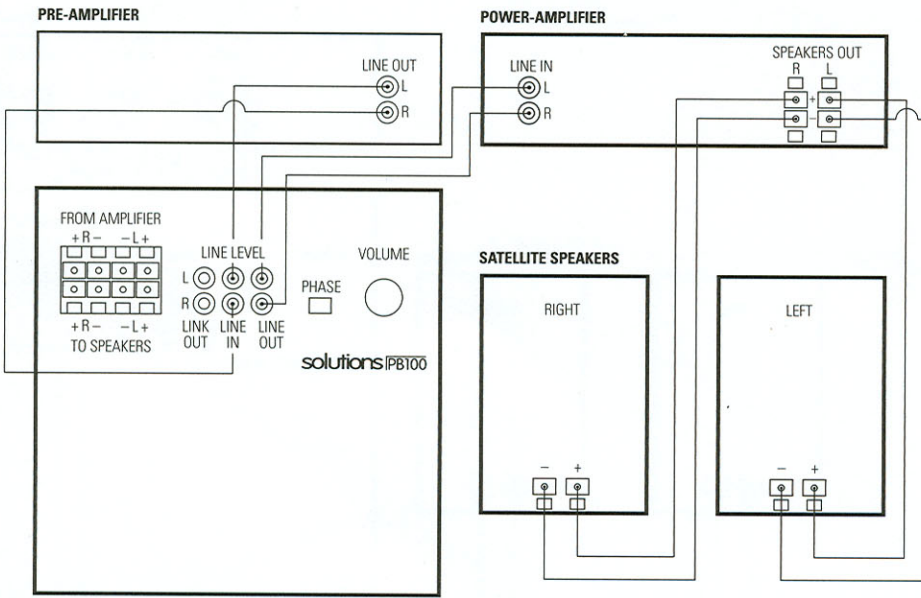 PRE-AMPLIFIER
LINE OUT
L
R
POWER-AMPLIFIER
LINE IN
L
R
SPEAKERS OUT
R L
+
–
FROM AMPLIFIER
+ R – – L +
LINE LEVEL
L
R
LINK OUT
LINE IN
LINE OUT
+ R – – L +
TO SPEAKERS
PHASE
VOLUME
solutions PB100
SATELLITE SPEAKERS
RIGHT
– +
LEFT
– +